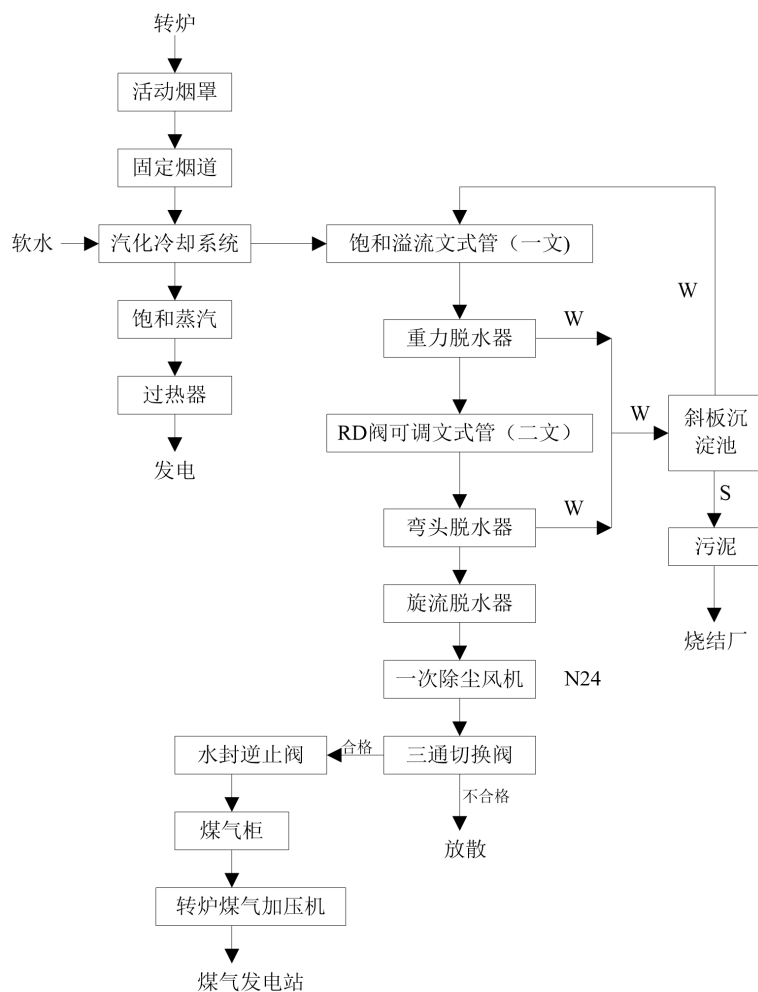 转炉
活动烟罩
固定烟道
软水
汽化冷却系统
饱和溢流文式管（一文)
W
饱和蒸汽
重力脱水器
W
过热器
RD阀可调文式管（二文）
W
斜板沉
淀池
发电
S
弯头脱水器
W
污泥
旋流脱水器
烧结厂
一次除尘风机
N24
水封逆止阀
合格
三通切换阀
不合格
煤气柜
放散
转炉煤气加压机
煤气发电站